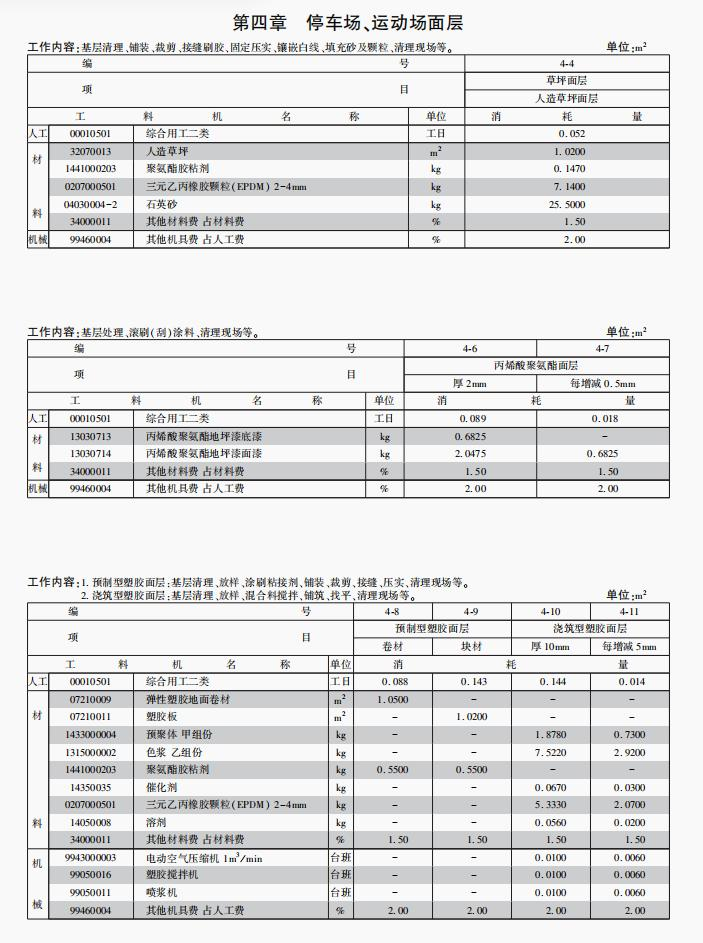 第四章 停车场、运动场面层
工作内容:基层清理、铺装、裁剪、接缝刷胶、固定压实、镶嵌白线、填充砂及颗粒、清理现场等。 单位:m²
编 号 4-4
项 目 草坪面层
人造草坪面层
工 料 机 名 称 单位 消 耗 量
人工 00010501 综合用工二类 工日 0.052
材 32070013 人造草坪 m² 1.0200
1441000203 聚氨酯胶粘剂 kg 0.1470
0207000501 三元乙丙橡胶颗粒(EPDM) 2-4mm kg 7.1400
料 04030004-2 石英砂 kg 25.5000
34000011 其他材料费 占材料费 % 1.50
机械 99460004 其他机具费 占人工费 % 2.00
工作内容:基层处理、滚刷(刮)涂料、清理现场等。 单位:m²
编 号 4-6 4-7
项 目 丙烯酸聚氨酯面层
厚2mm 每增减0.5mm
工 料 机 名 称 单位 消 耗 量
人工 00010501 综合用工二类 工日 0.089 0.018
材 13030713 丙烯酸聚氨酯地坪漆底漆 kg 0.6825 -
13030714 丙烯酸聚氨酯地坪漆面漆 kg 2.0475 0.6825
料 34000011 其他材料费 占材料费 % 1.50 1.50
机械 99460004 其他机具费 占人工费 % 2.00 2.00
工作内容:1. 预制型塑胶面层:基层清理、放样、涂刷粘接剂、铺装、裁剪、接缝、压实、清理现场等。
2. 浇筑型塑胶面层:基层清理、放样、混合料搅拌、铺筑、找平、清理现场等。 单位:m²
编 号 4-8 4-9 4-10 4-11
项 目 预制型塑胶面层 浇筑型塑胶面层
卷材 块材 厚10mm 每增减5mm
工 料 机 名 称 单位 消 耗 量
人工 00010501 综合用工二类 工日 0.088 0.143 0.144 0.014
07210009 弹性塑胶地面卷材 m² 1.0500 - - -
材 07210011 塑胶板 m² - 1.0200 - -
1433000004 预聚体 甲组份 kg - - 1.8780 0.7300
1315000002 色浆 乙组份 kg - - 7.5220 2.9200
1441000203 聚氨酯胶粘剂 kg 0.5500 0.5500 - -
14350035 催化剂 kg - - 0.0670 0.0300
0207000501 三元乙丙橡胶颗粒(EPDM) 2-4mm kg - - 5.3330 2.0700
料 14050008 溶剂 kg - - 0.0560 0.0200
34000011 其他材料费 占材料费 % 1.50 1.50 1.50 1.50
机 9943000003 电动空气压缩机 1m³/min 台班 - - 0.0100 0.0060
99050016 塑胶搅拌机 台班 - - 0.0100 0.0060
99050011 喷浆机 台班 - - 0.0100 0.0060
械 99460004 其他机具费 占人工费 % 2.00 2.00 2.00 2.00